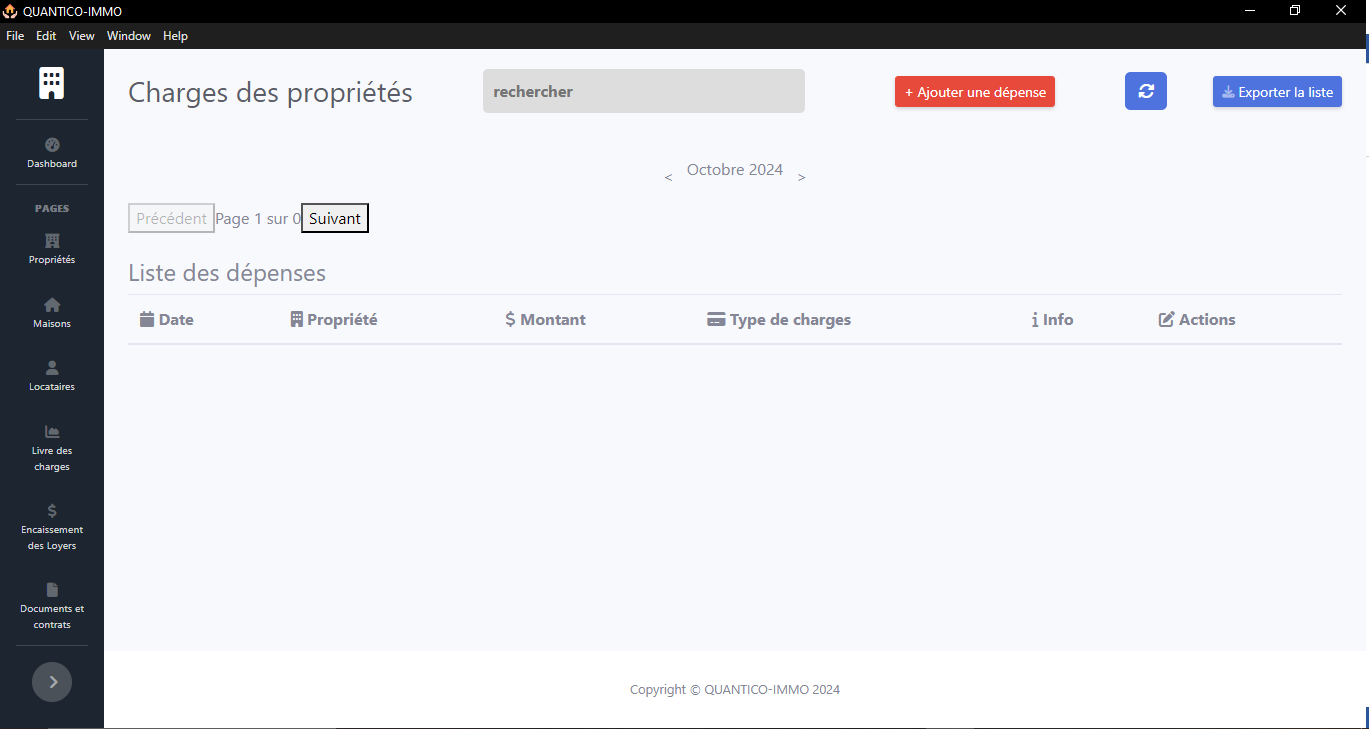 QUANTICO-IMMO
File Edit View Window Help
Charges des propriétés
rechercher
+ Ajouter une dépense
Exporter la liste
Dashboard
PAGES
Propriétés
Maisons
Locataires
Livre des
charges
Encaissement
des Loyers
Documents et
contrats
< Octobre 2024 >
Précédent Page 1 sur 0 Suivant
Liste des dépenses
Date Propriété $ Montant Type de charges Info Actions
Copyright © QUANTICO-IMMO 2024